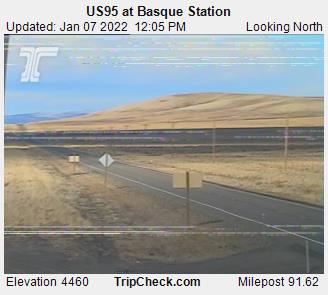 US95 at Basque Station
Updated: Jan 07 2022 12:05 PM Looking North
Elevation 4460 TripCheck.com Milepost 91.62